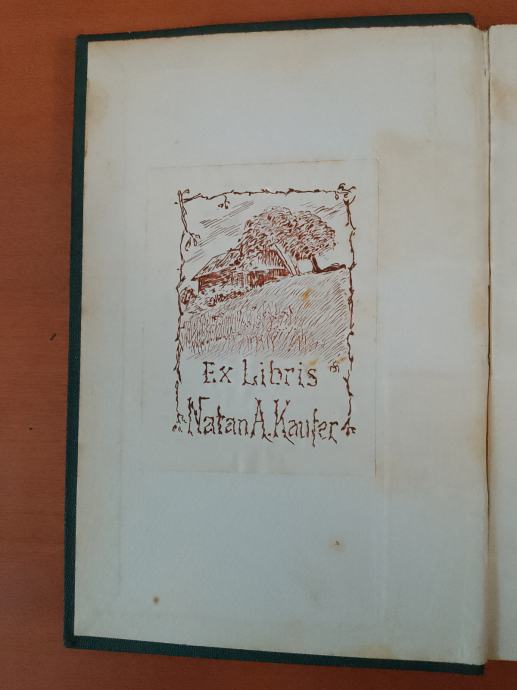 Ex Libris
Natan A. Kaufer